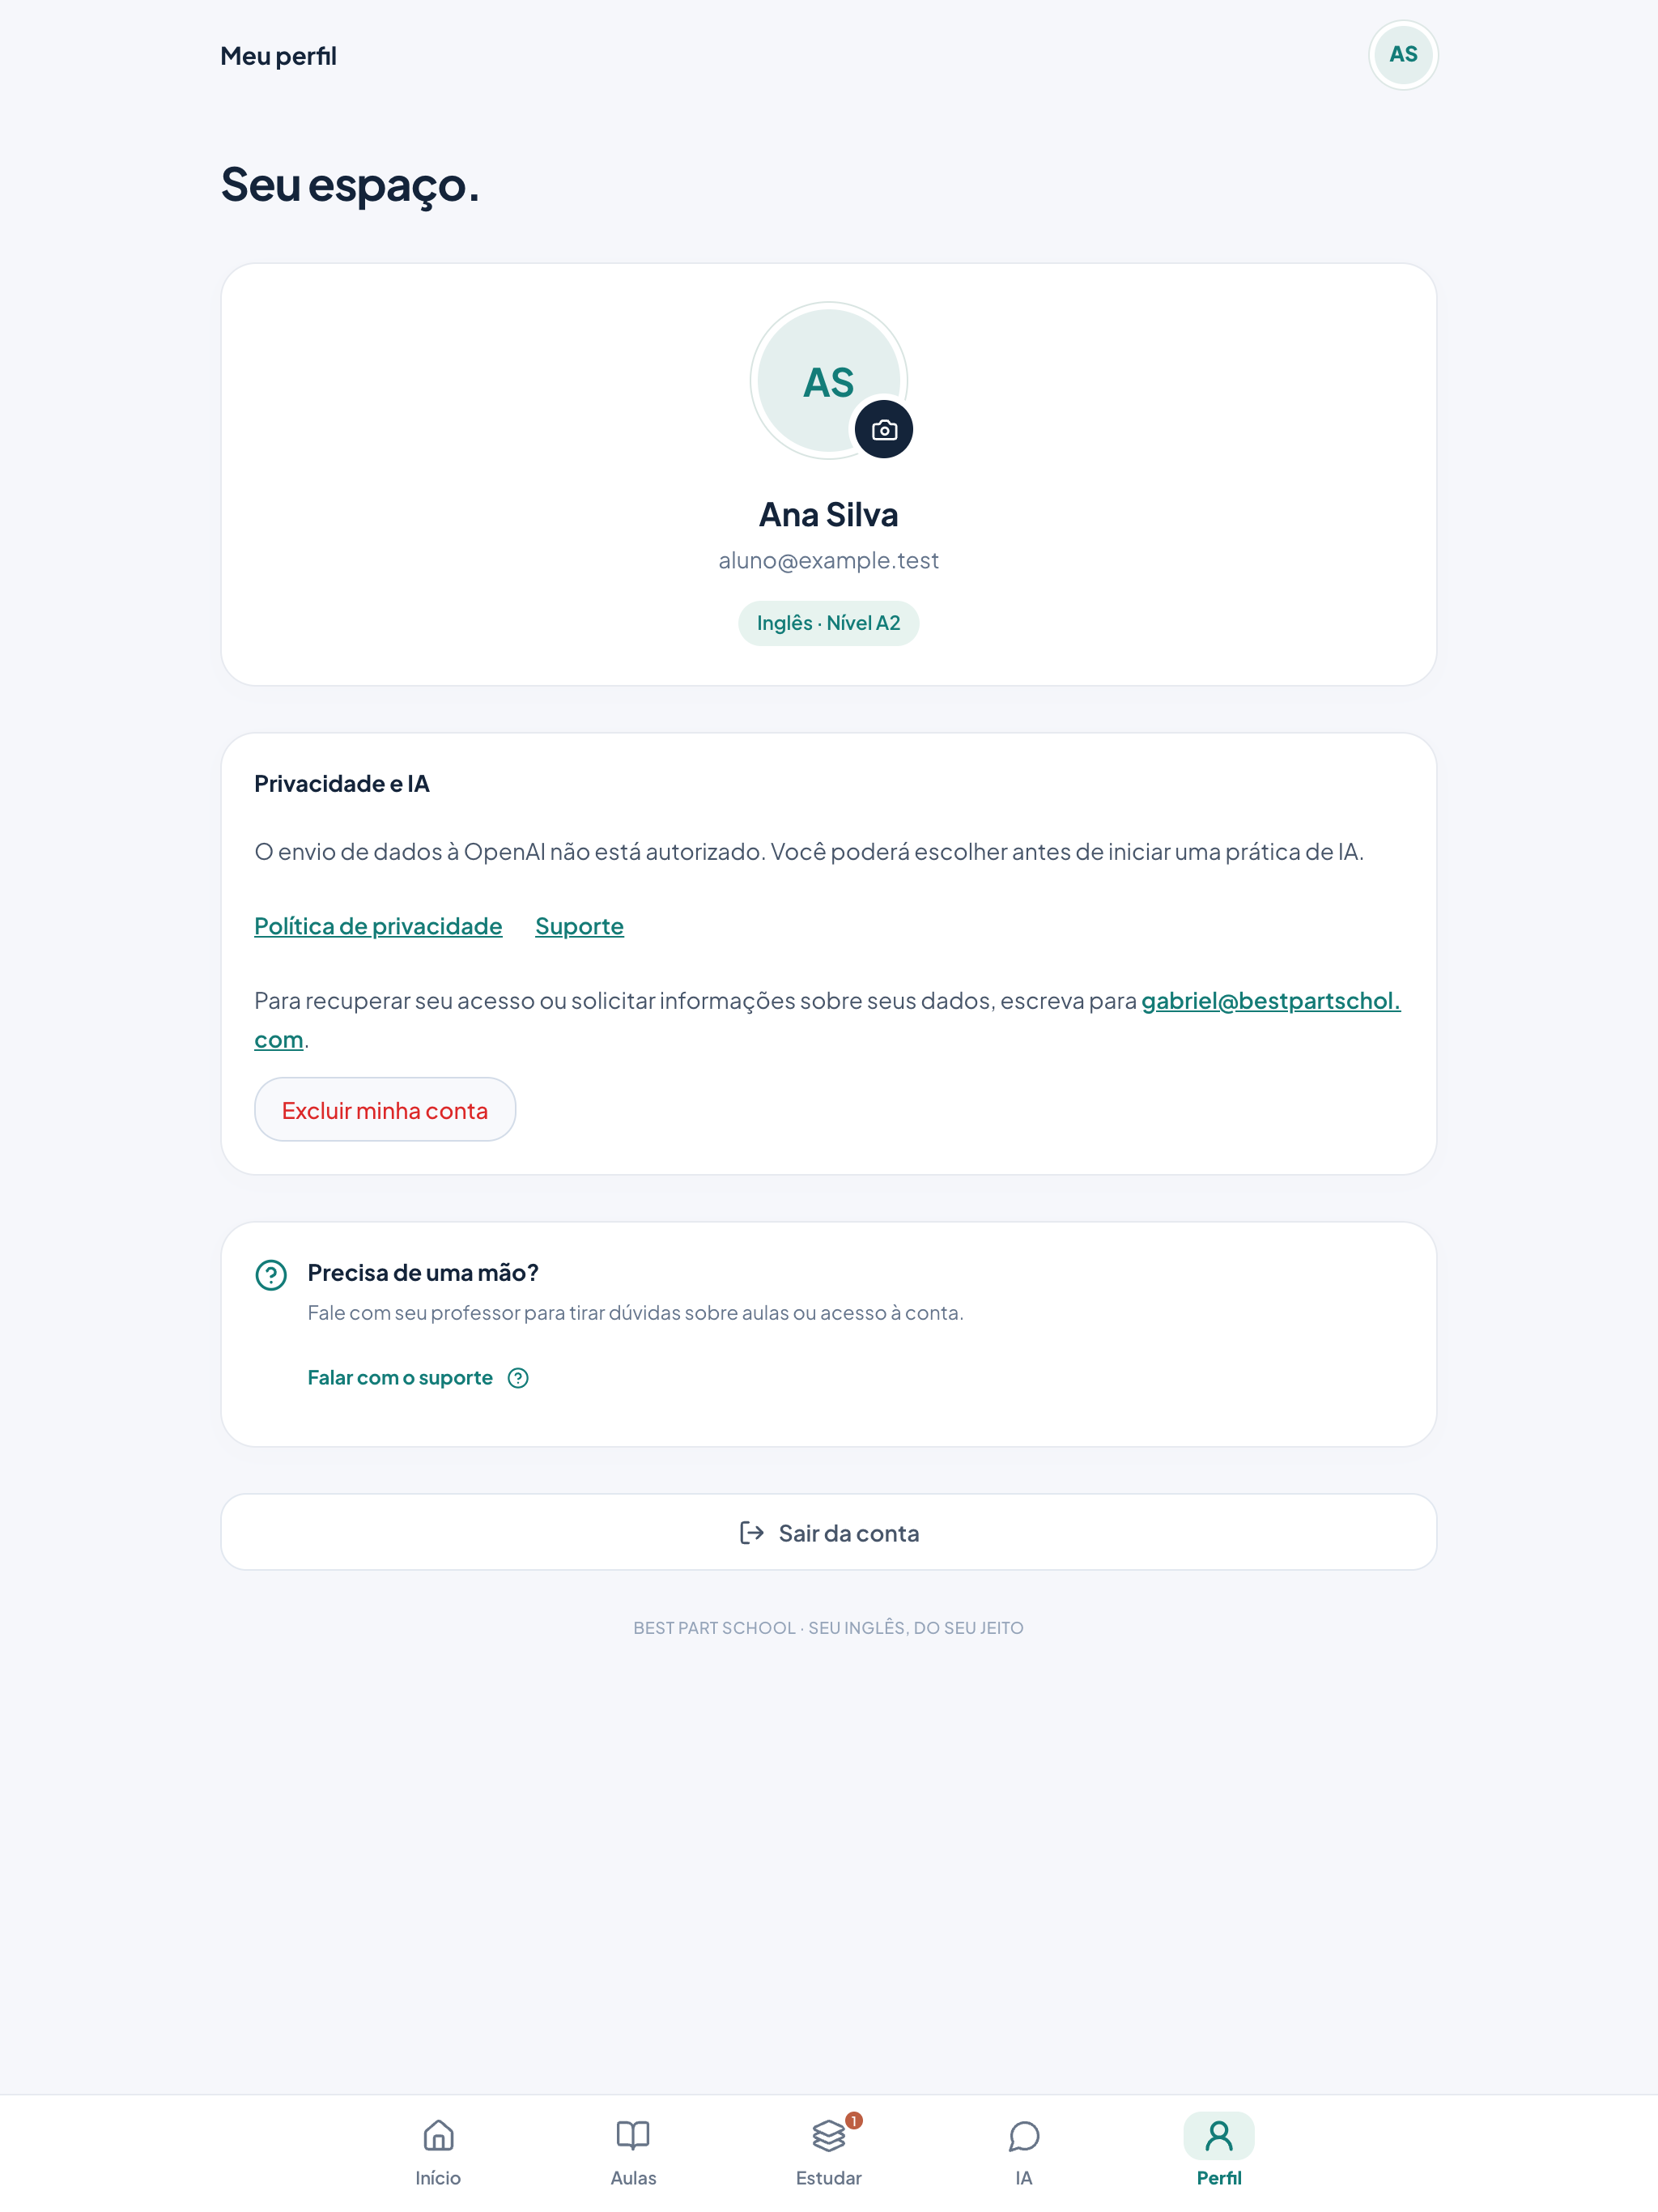 Meu perfil
AS
Seu espaço.
AS
Ana Silva
aluno@example.test
Inglês · Nível A2
Privacidade e IA
O envio de dados à OpenAI não está autorizado. Você poderá escolher antes de iniciar uma prática de IA.
Política de privacidade Suporte
Para recuperar seu acesso ou solicitar informações sobre seus dados, escreva para gabriel@bestpartschol.
com.
Excluir minha conta
Precisa de uma mão?
Fale com seu professor para tirar dúvidas sobre aulas ou acesso à conta.
Falar com o suporte
Sair da conta
BEST PART SCHOOL · SEU INGLÊS, DO SEU JEITO
1
Início Aulas Estudar IA Perfil